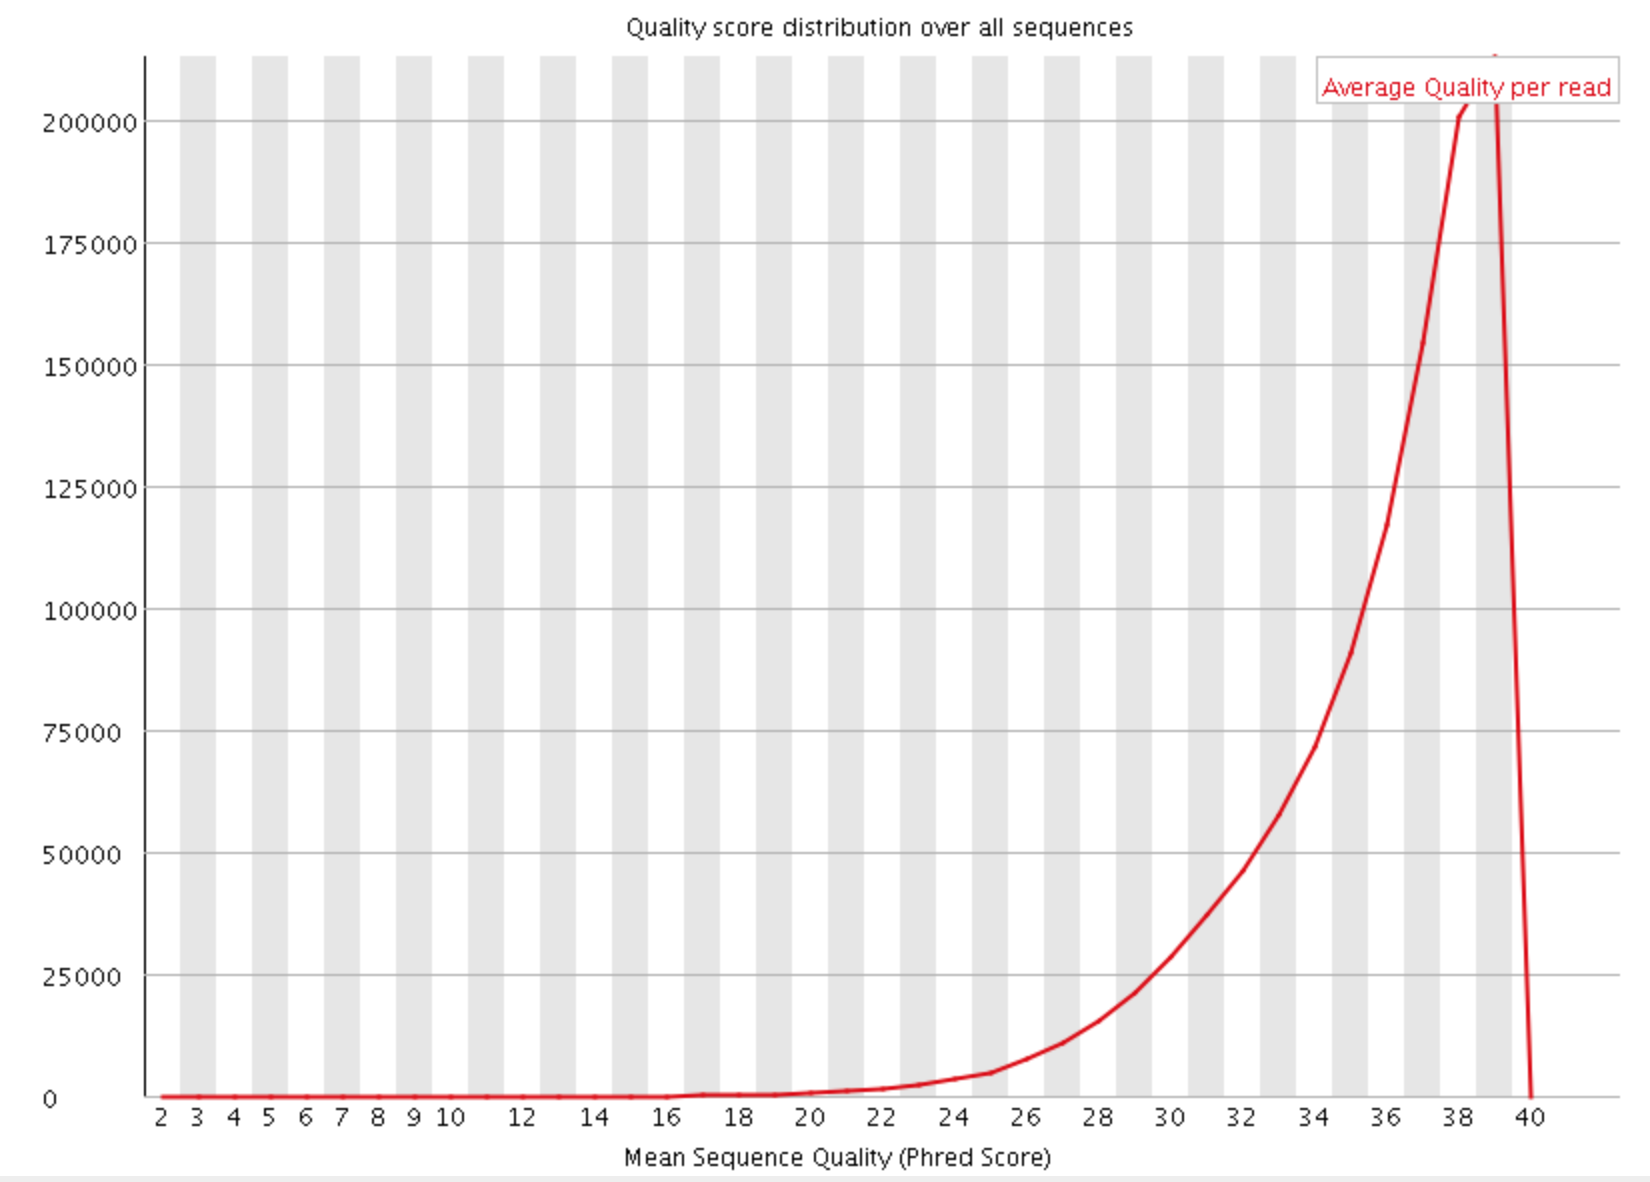 Quality score distribution over all sequences
Average Quality per read
200000
175000
150000
125000
100000
75000
50000
25000
0
2 3 4 5 6 7 8 9 10 12 14 16 18 20 22 24 26 28 30 32 34 36 38 40
Mean Sequence Quality (Phred Score)